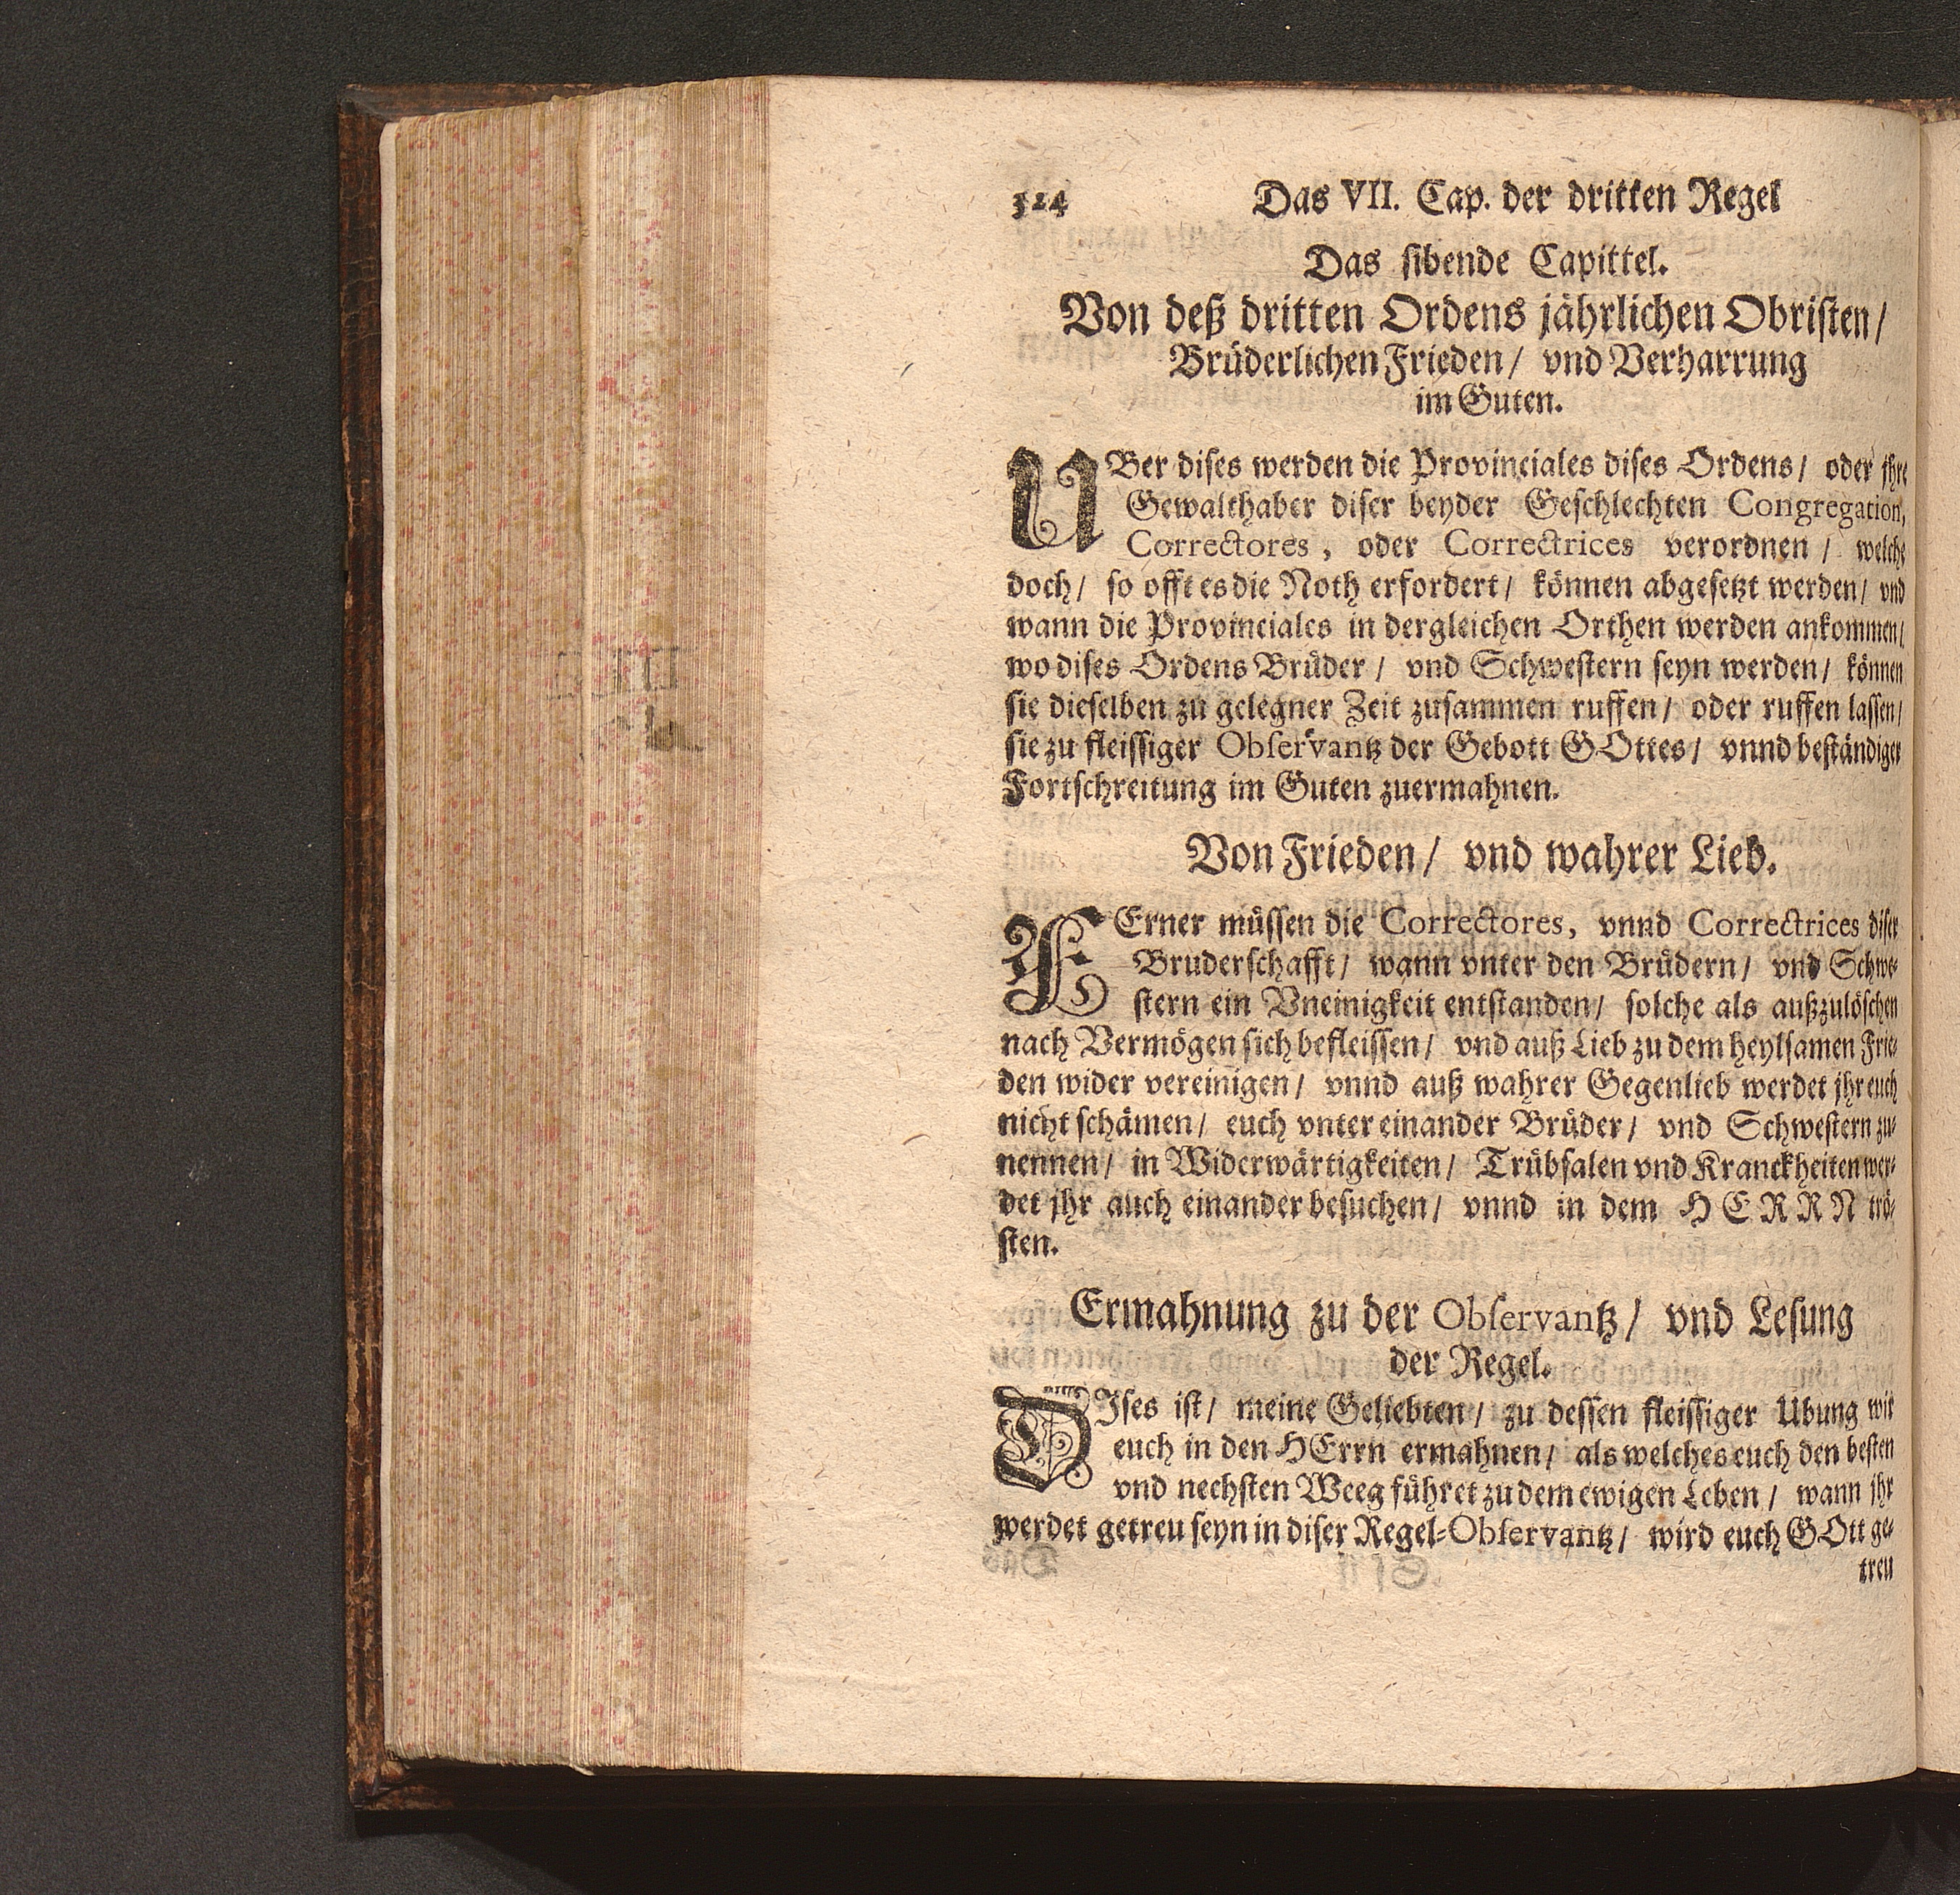 324 Das VII. Cap. der dritten Regel
Das sibende Capittel.
Von deß dritten Ordens jährlichen Obristen/
Brüderlichen Frieden/ vnd Verharrung
im Guten.
UBer dises werden die Provinciales dises Ordens/ oder jhre
Gewalthaber diser beyder Geschlechten Congregation,
Correctores, oder Correctrices verordnen/ welche
doch/ so offt es die Noth erfordert/ können abgesetzt werden/ vnd
wann die Provinciales in dergleichen Orthen werden ankommen/
wo dises Ordens Brüder/ vnd Schwestern seyn werden/ können
sie dieselben zu gelegner Zeit zusammen ruffen/ oder ruffen lassen/
sie zu fleissiger Observantz der Gebott GOttes/ vnnd beständiger
Fortschreitung im Guten zuermahnen.
Von Frieden/ vnd wahrer Lieb.
FErner müssen die Correctores, vnnd Correctrices diser
Bruderschafft/ wann vnter den Brüdern/ vnd Schwe-
stern ein Vneinigkeit entstanden/ solche als außzulöschen
nach Vermögen sich befleissen/ vnd auß Lieb zu dem heylsamen Frie-
den wider vereinigen/ vnnd auß wahrer Gegenlieb werdet jhr euch
nicht schämen/ euch vnter einander Brüder/ vnd Schwestern zu-
nennen/ in Widerwärtigkeiten/ Trübsalen vnd Kranckheiten wer-
det jhr auch einander besuchen/ vnnd in dem HERRN trö-
sten.
Ermahnung zu der Observantz/ vnd Lesung
der Regel.
DIses ist/ meine Geliebten/ zu dessen fleissiger Ubung wir
euch in den HErrn ermahnen/ als welches euch den besten
vnd nechsten Weeg führet zu dem ewigen Leben/ wann jhr
werdet getreu seyn in diser Regel-Observantz/ wird euch GOtt ge-
treu